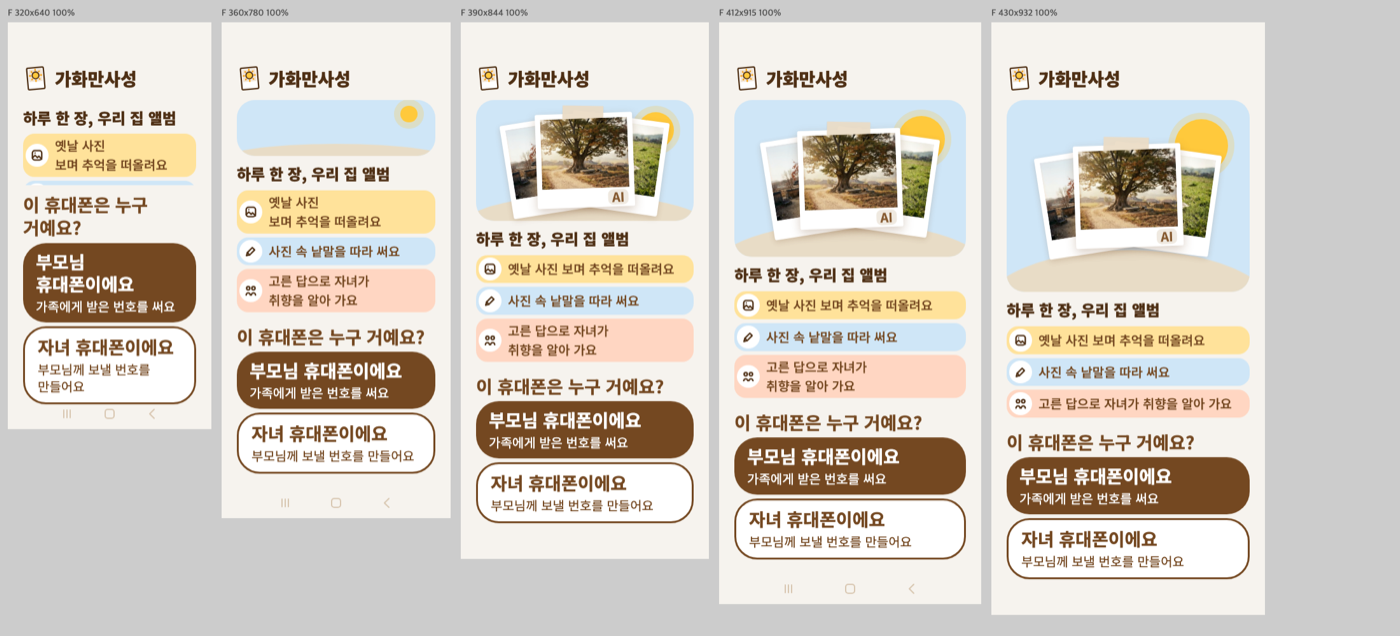 F 320x640 100%
가화만사성
하루 한 장, 우리 집 앨범
옛날 사진
보며 추억을 떠올려요
이 휴대폰은 누구
거예요?
부모님
휴대폰이에요
가족에게 받은 번호를 써요
자녀 휴대폰이에요
부모님께 보낼 번호를
만들어요
F 360x780 100%
가화만사성
하루 한 장, 우리 집 앨범
옛날 사진
보며 추억을 떠올려요
사진 속 낱말을 따라 써요
고른 답으로 자녀가
취향을 알아 가요
이 휴대폰은 누구 거예요?
부모님 휴대폰이에요
가족에게 받은 번호를 써요
자녀 휴대폰이에요
부모님께 보낼 번호를 만들어요
F 390x844 100%
가화만사성
AI
하루 한 장, 우리 집 앨범
옛날 사진 보며 추억을 떠올려요
사진 속 낱말을 따라 써요
고른 답으로 자녀가
취향을 알아 가요
이 휴대폰은 누구 거예요?
부모님 휴대폰이에요
가족에게 받은 번호를 써요
자녀 휴대폰이에요
부모님께 보낼 번호를 만들어요
F 412x915 100%
가화만사성
AI
하루 한 장, 우리 집 앨범
옛날 사진 보며 추억을 떠올려요
사진 속 낱말을 따라 써요
고른 답으로 자녀가
취향을 알아 가요
이 휴대폰은 누구 거예요?
부모님 휴대폰이에요
가족에게 받은 번호를 써요
자녀 휴대폰이에요
부모님께 보낼 번호를 만들어요
F 430x932 100%
가화만사성
AI
하루 한 장, 우리 집 앨범
옛날 사진 보며 추억을 떠올려요
사진 속 낱말을 따라 써요
고른 답으로 자녀가 취향을 알아 가요
이 휴대폰은 누구 거예요?
부모님 휴대폰이에요
가족에게 받은 번호를 써요
자녀 휴대폰이에요
부모님께 보낼 번호를 만들어요